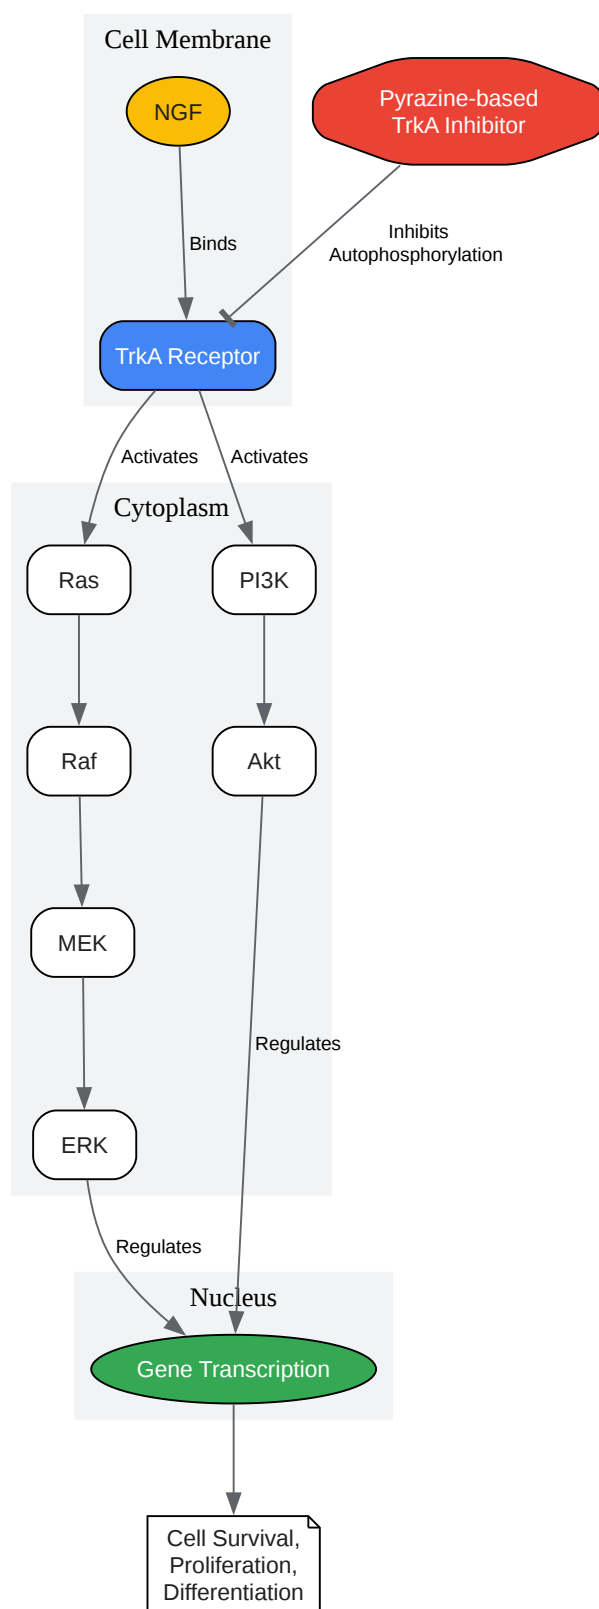 Cell Membrane
NGF
Pyrazine-based
TrkA Inhibitor
Binds
Inhibits
Autophosphorylation
TrkA Receptor
Activates
Activates
Cytoplasm
Ras
PI3K
Raf
Akt
MEK
Regulates
ERK
Regulates
Nucleus
Gene Transcription
Cell Survival,
Proliferation,
Differentiation